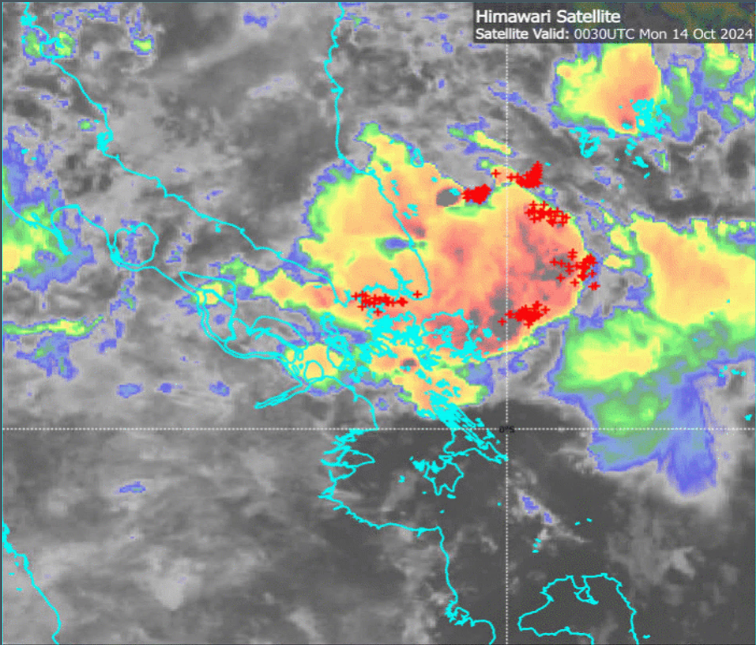 Himawari Satellite
Satellite Valid: 0030UTC Mon 14 Oct 2024